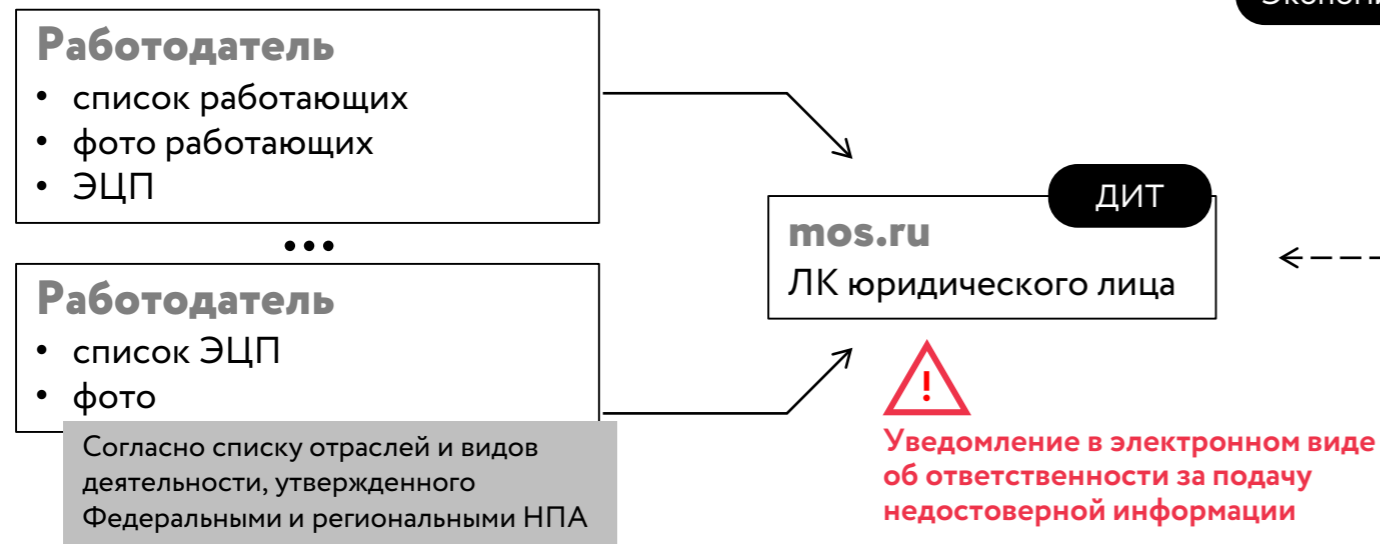 Работодатель
• список работающих
• фото работающих
• ЭЦП
...
Работодатель
• список ЭЦП
• фото
Согласно списку отраслей и видов
деятельности, утвержденного
Федеральными и региональными НПА
ДИТ
mos.ru
ЛК юридического лица
!
Уведомление в электронном виде
об ответственности за подачу
недостоверной информации